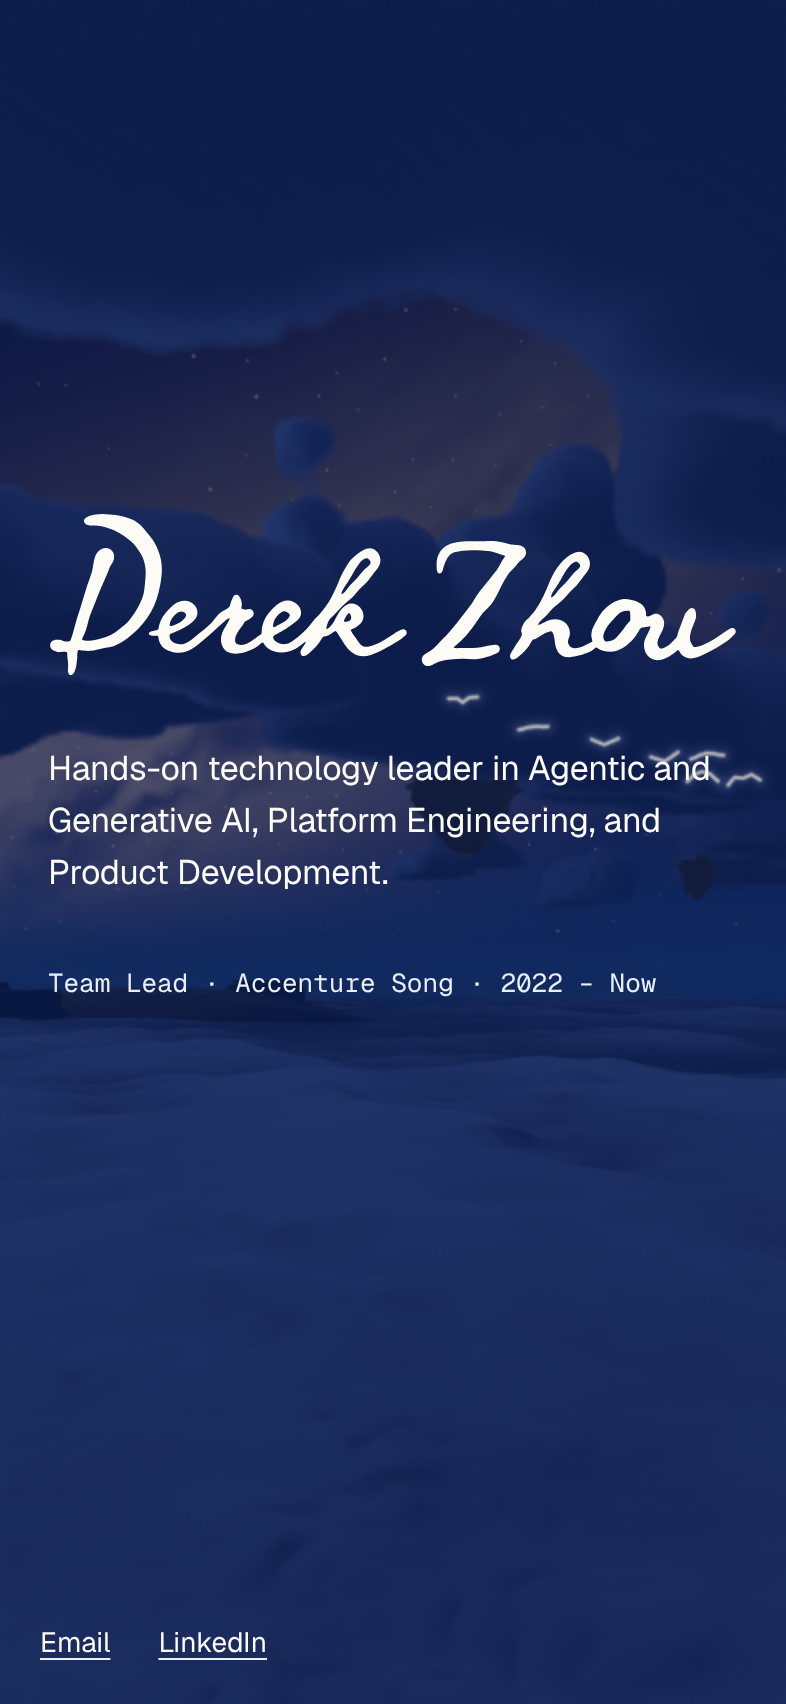 Derek Zhou
Hands-on technology leader in Agentic and
Generative AI, Platform Engineering, and
Product Development.
Team Lead · Accenture Song · 2022 – Now
Email LinkedIn